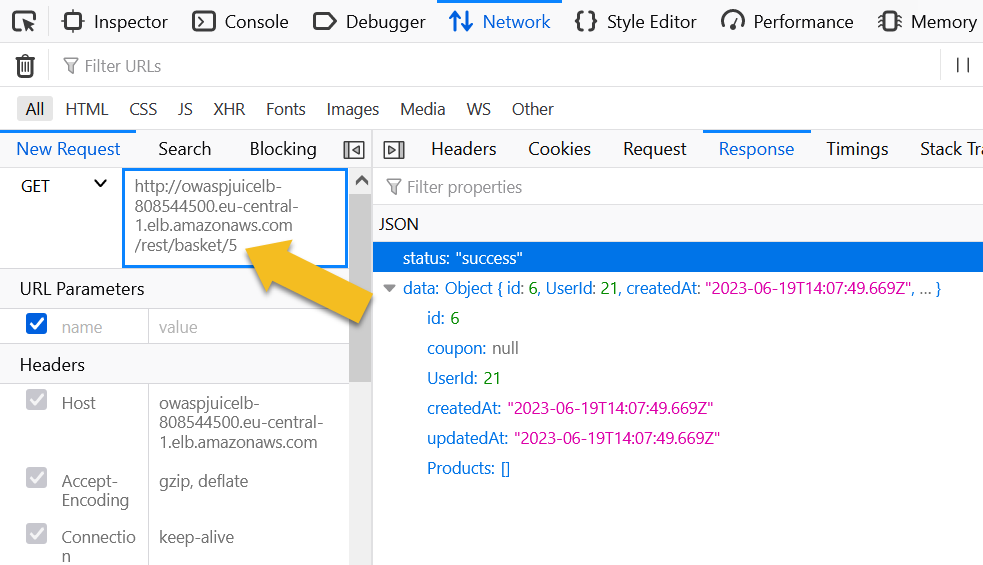 Inspector Console Debugger Network Style Editor Performance Memory
Filter URLs
All HTML CSS JS XHR Fonts Images Media WS Other
New Request Search Blocking
GET
http://owaspjuicelb-
808544500.eu-central-
1.elb.amazonaws.com
/rest/basket/5
URL Parameters
name value
Headers
Host
owaspjuicelb-
808544500.eu-central-
1.elb.amazonaws.com
Accept-
Encoding
gzip, deflate
Connectio
n
keep-alive
Headers Cookies Request Response Timings Stack Tra
Filter properties
JSON
status: "success"
data: Object { id: 6, UserId: 21, createdAt: "2023-06-19T14:07:49.669Z", … }
id: 6
coupon: null
UserId: 21
createdAt: "2023-06-19T14:07:49.669Z"
updatedAt: "2023-06-19T14:07:49.669Z"
Products: []